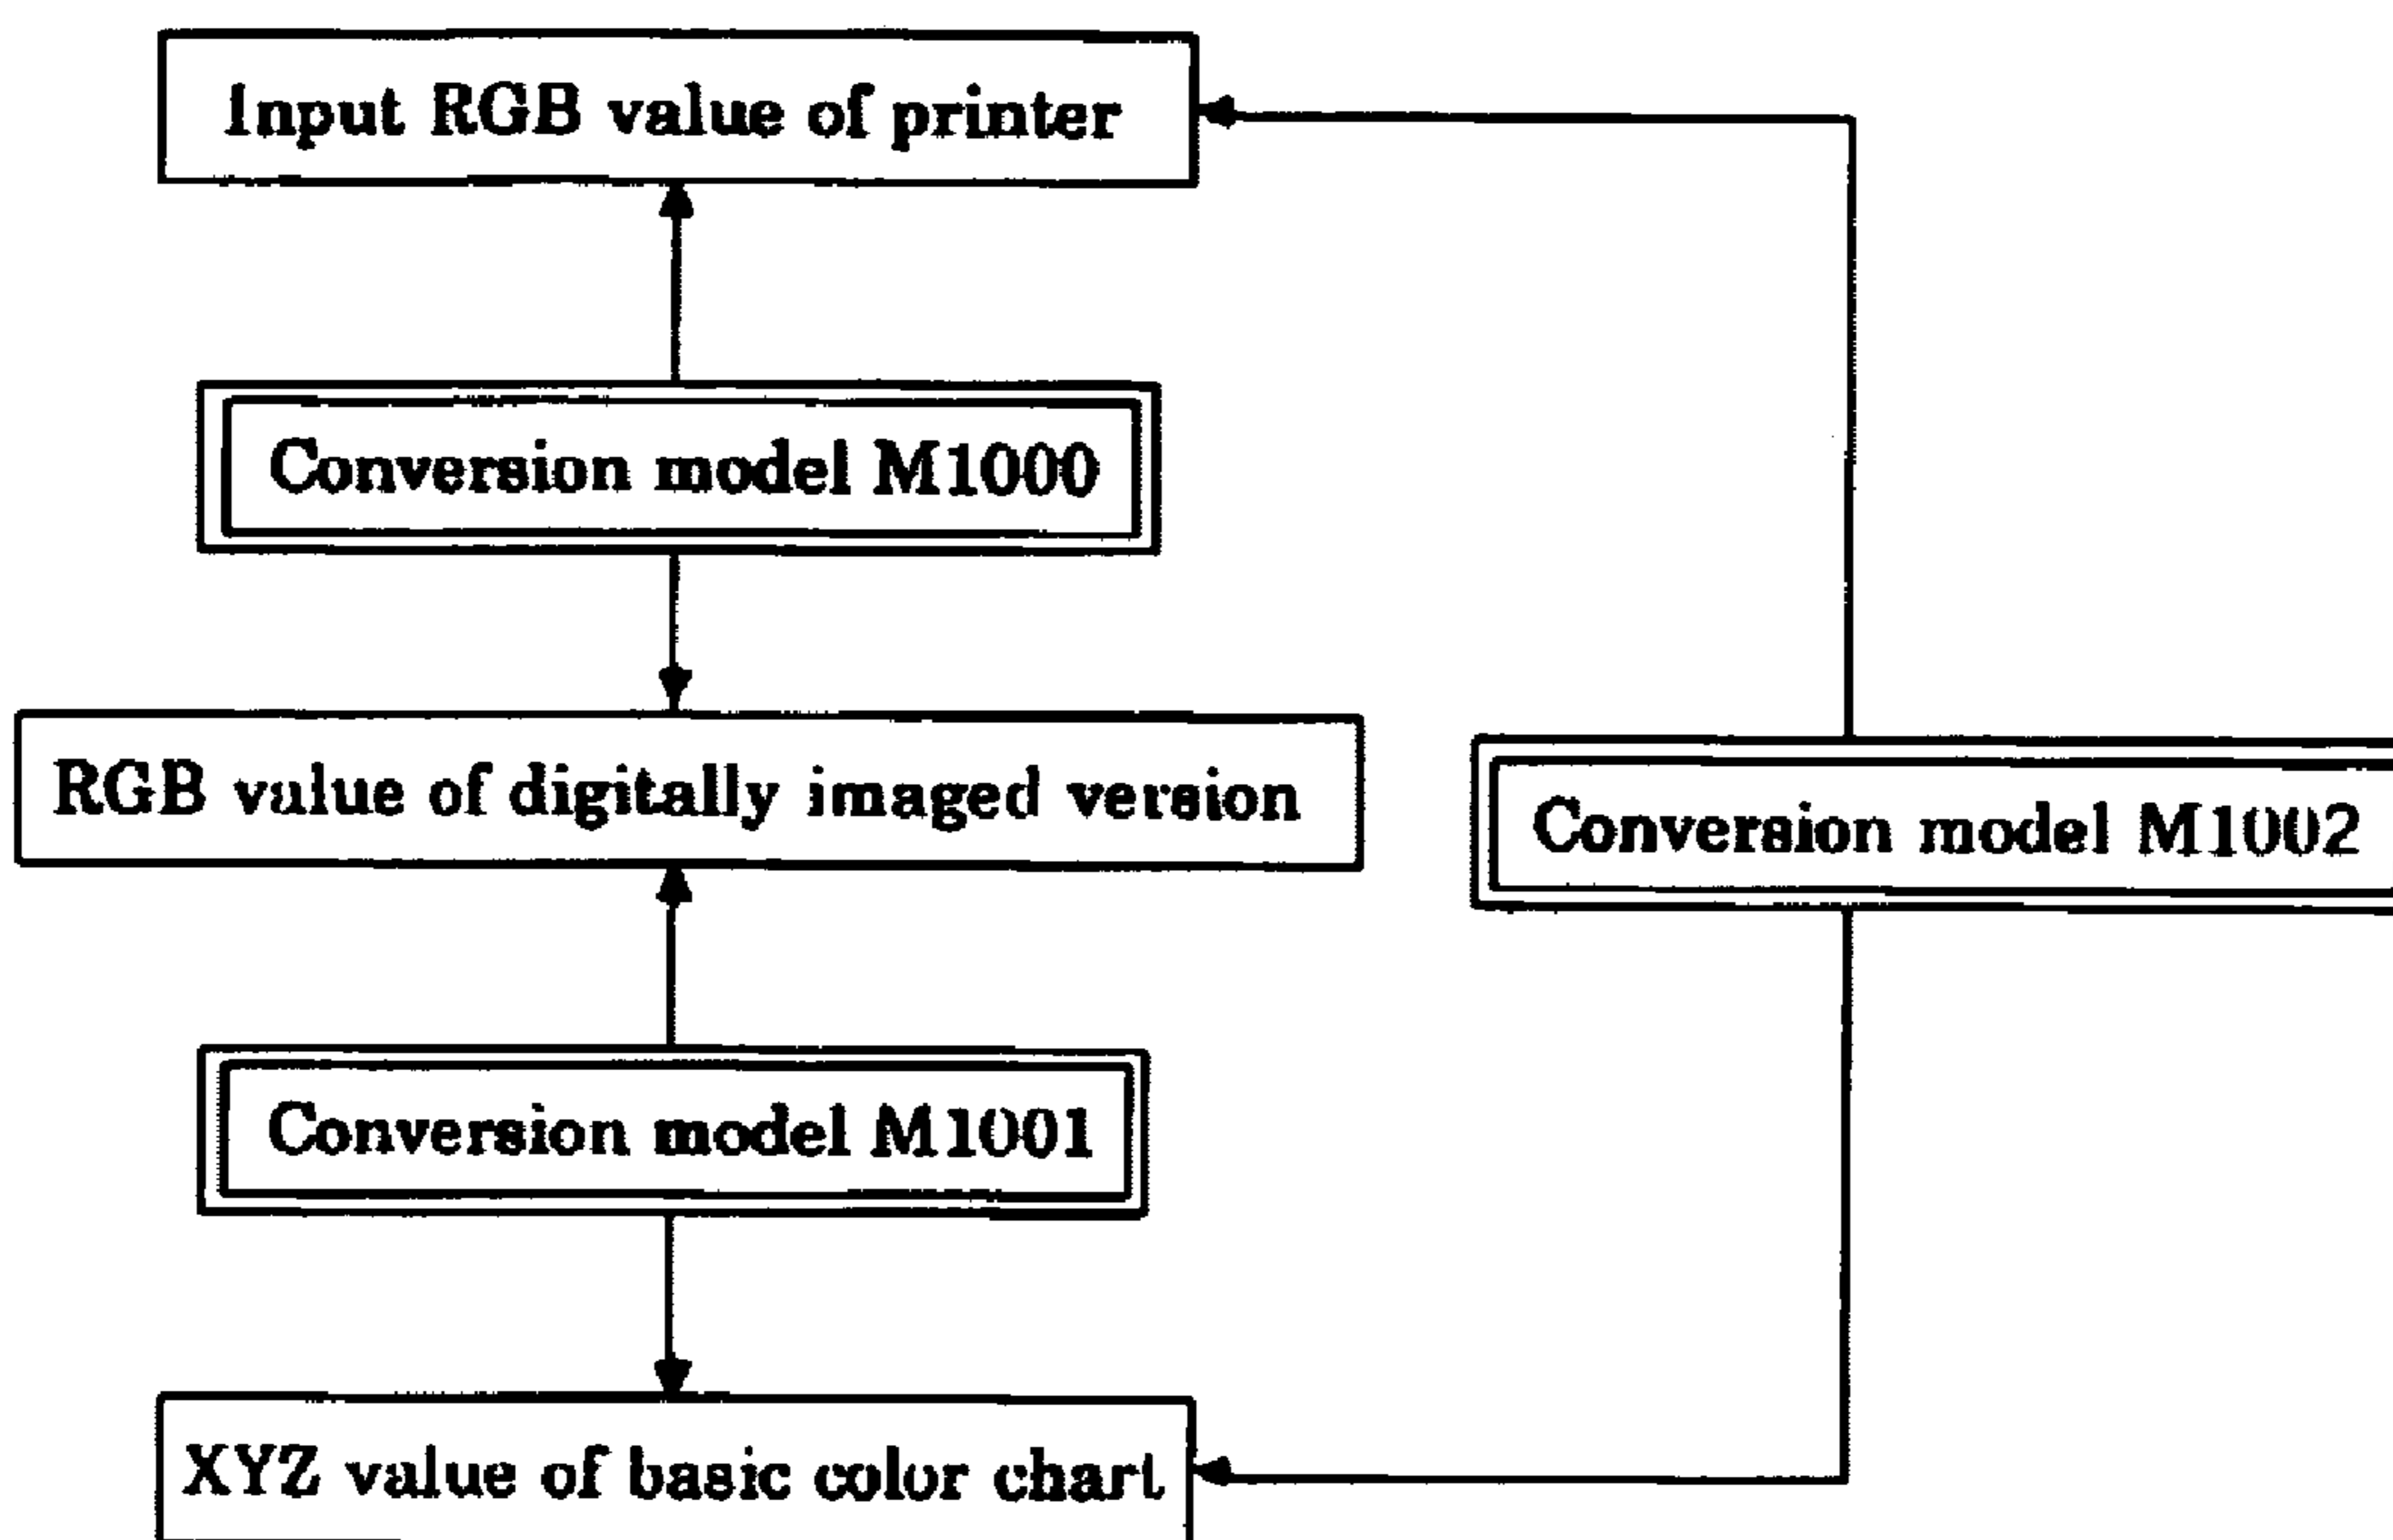 Input RGB value of printer
Conversion model M1000
RGB value of digitally imaged version
Conversion model M1002
Conversion model M1001
XYZ value of basic color chart